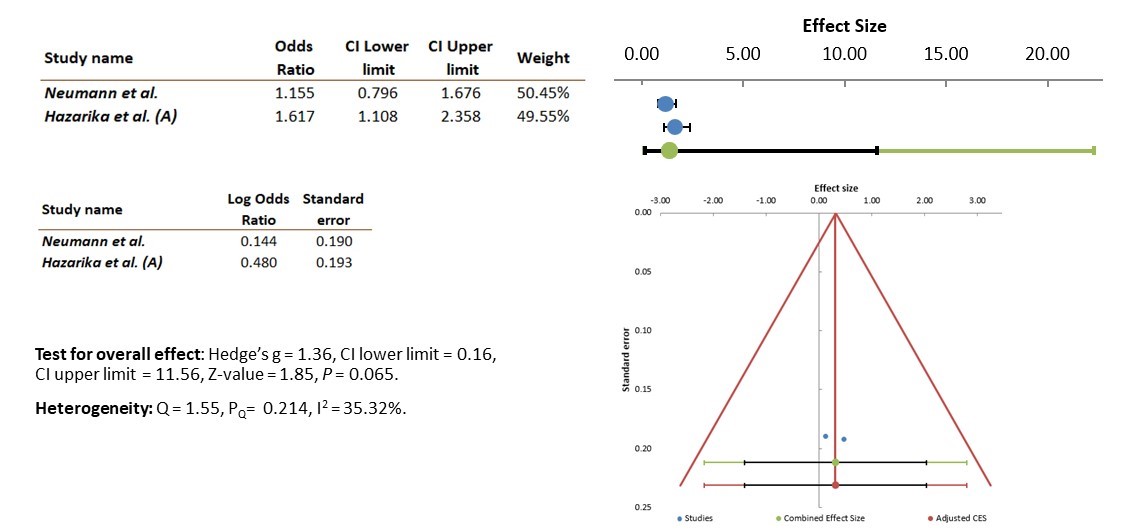 Study name Odds Ratio CI Lower limit CI Upper limit Weight
Neumann et al. 1.155 0.796 1.676 50.45%
Hazarika et al. (A) 1.617 1.108 2.358 49.55%
Effect Size
0.00 5.00 10.00 15.00 20.00
Study name Log Odds Ratio Standard error
Neumann et al. 0.144 0.190
Hazarika et al. (A) 0.480 0.193
Test for overall effect: Hedge's g = 1.36, CI lower limit = 0.16,
CI upper limit = 11.56, Z-value = 1.85, P = 0.065.
Heterogeneity: Q = 1.55, PQ= 0.214, I2 = 35.32%.
Effect size
-3.00 -2.00 -1.00 0.00 1.00 2.00 3.00
0.00
0.05
0.10
0.15
0.20
0.25
Standard error
Studies Combined Effect Size Adjusted CES